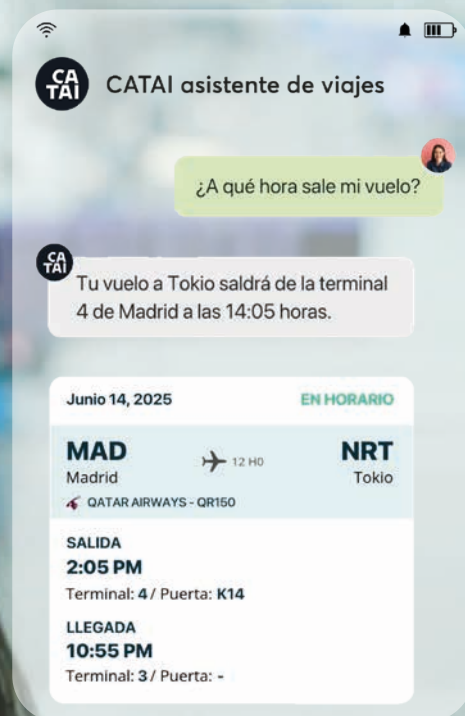 CA
TAI
CATAI asistente de viajes
¿A qué hora sale mi vuelo?
CA
TAI
Tu vuelo a Tokio saldrá de la terminal
4 de Madrid a las 14:05 horas.
Junio 14, 2025 EN HORARIO
MAD 12 H0 NRT
Madrid Tokio
QATAR AIRWAYS - QR150
SALIDA
2:05 PM
Terminal: 4 / Puerta: K14
LLEGADA
10:55 PM
Terminal: 3 / Puerta: -